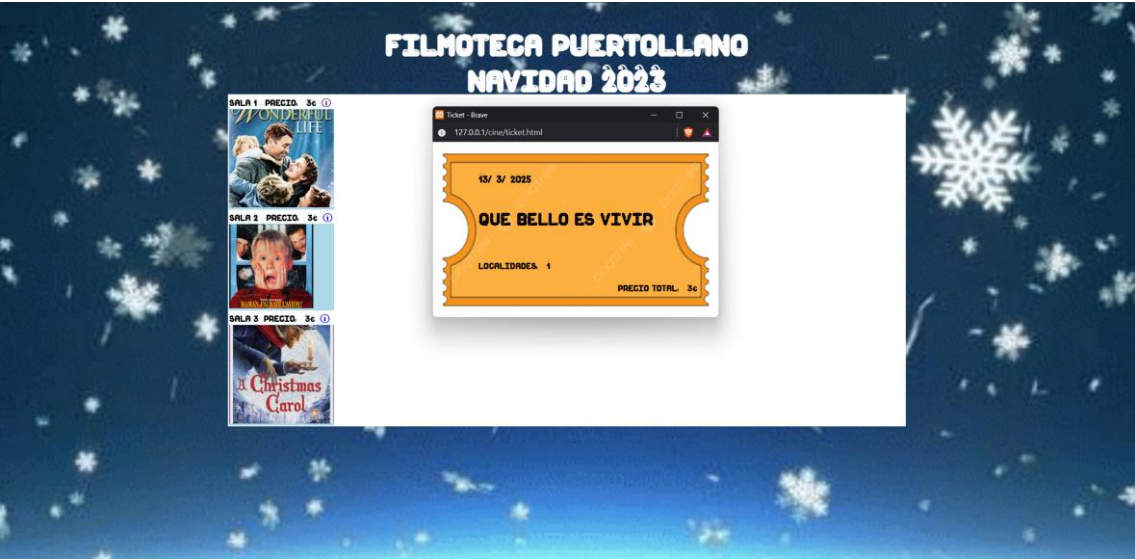 FILMOTECA PUERTOLLANO
NAVIDAD 2023
SALA 1 PRECIO: 3€
WONDERFUL
LIFE
SALA 2 PRECIO: 3€
SALA 3 PRECIO: 3€
A Christmas
Carol
Ticket - Brave
127.0.0.1/cine/ticket.html
13/ 3/ 2025
QUE BELLO ES VIVIR
LOCALIDADES: 1
PRECIO TOTAL: 3€